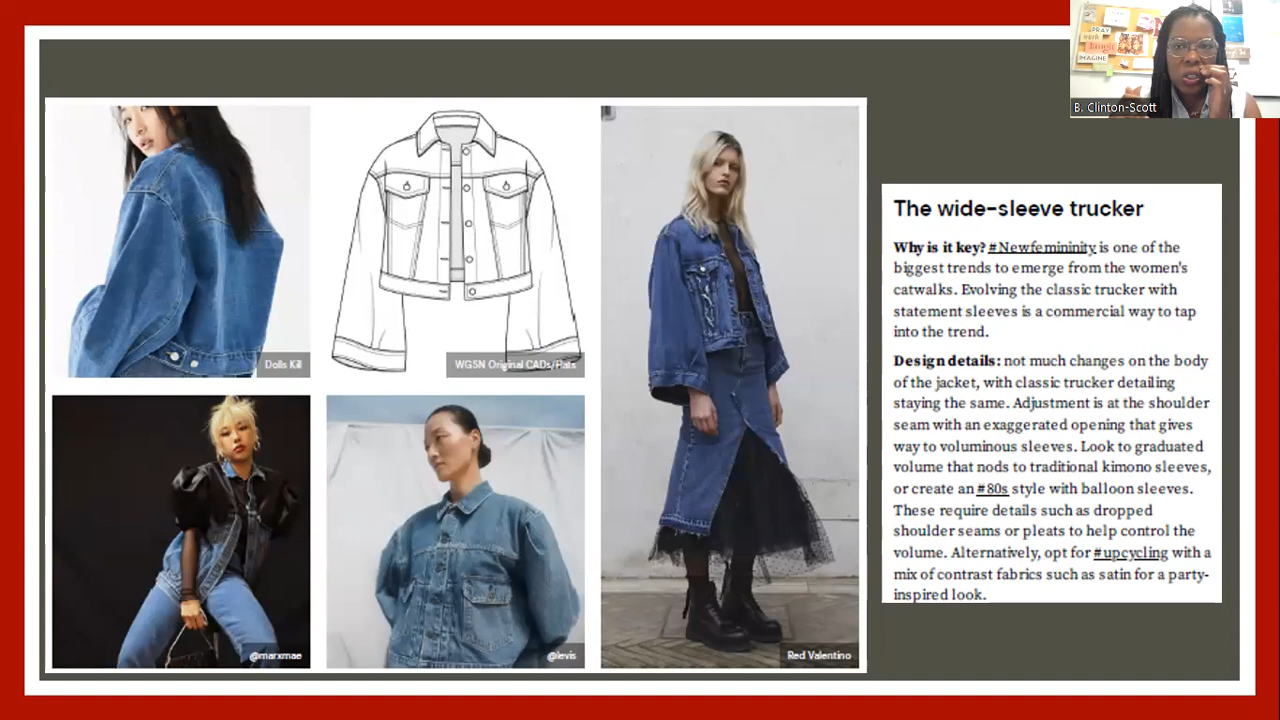 PRAY
IMAGINE
B. Clinton-Scott
Dolls Kill
WGSN Original CADs/Flats
@marxmae
@levis
Red Valentino
The wide-sleeve trucker
Why is it key? #Newfemininity is one of the
biggest trends to emerge from the women's
catwalks. Evolving the classic trucker with
statement sleeves is a commercial way to tap
into the trend.
Design details: not much changes on the body
of the jacket, with classic trucker detailing
staying the same. Adjustment is at the shoulder
seam with an exaggerated opening that gives
way to voluminous sleeves. Look to graduated
volume that nods to traditional kimono sleeves,
or create an #80s style with balloon sleeves.
These require details such as dropped
shoulder seams or pleats to help control the
volume. Alternatively, opt for #upcycling with a
mix of contrast fabrics such as satin for a party-
inspired look.